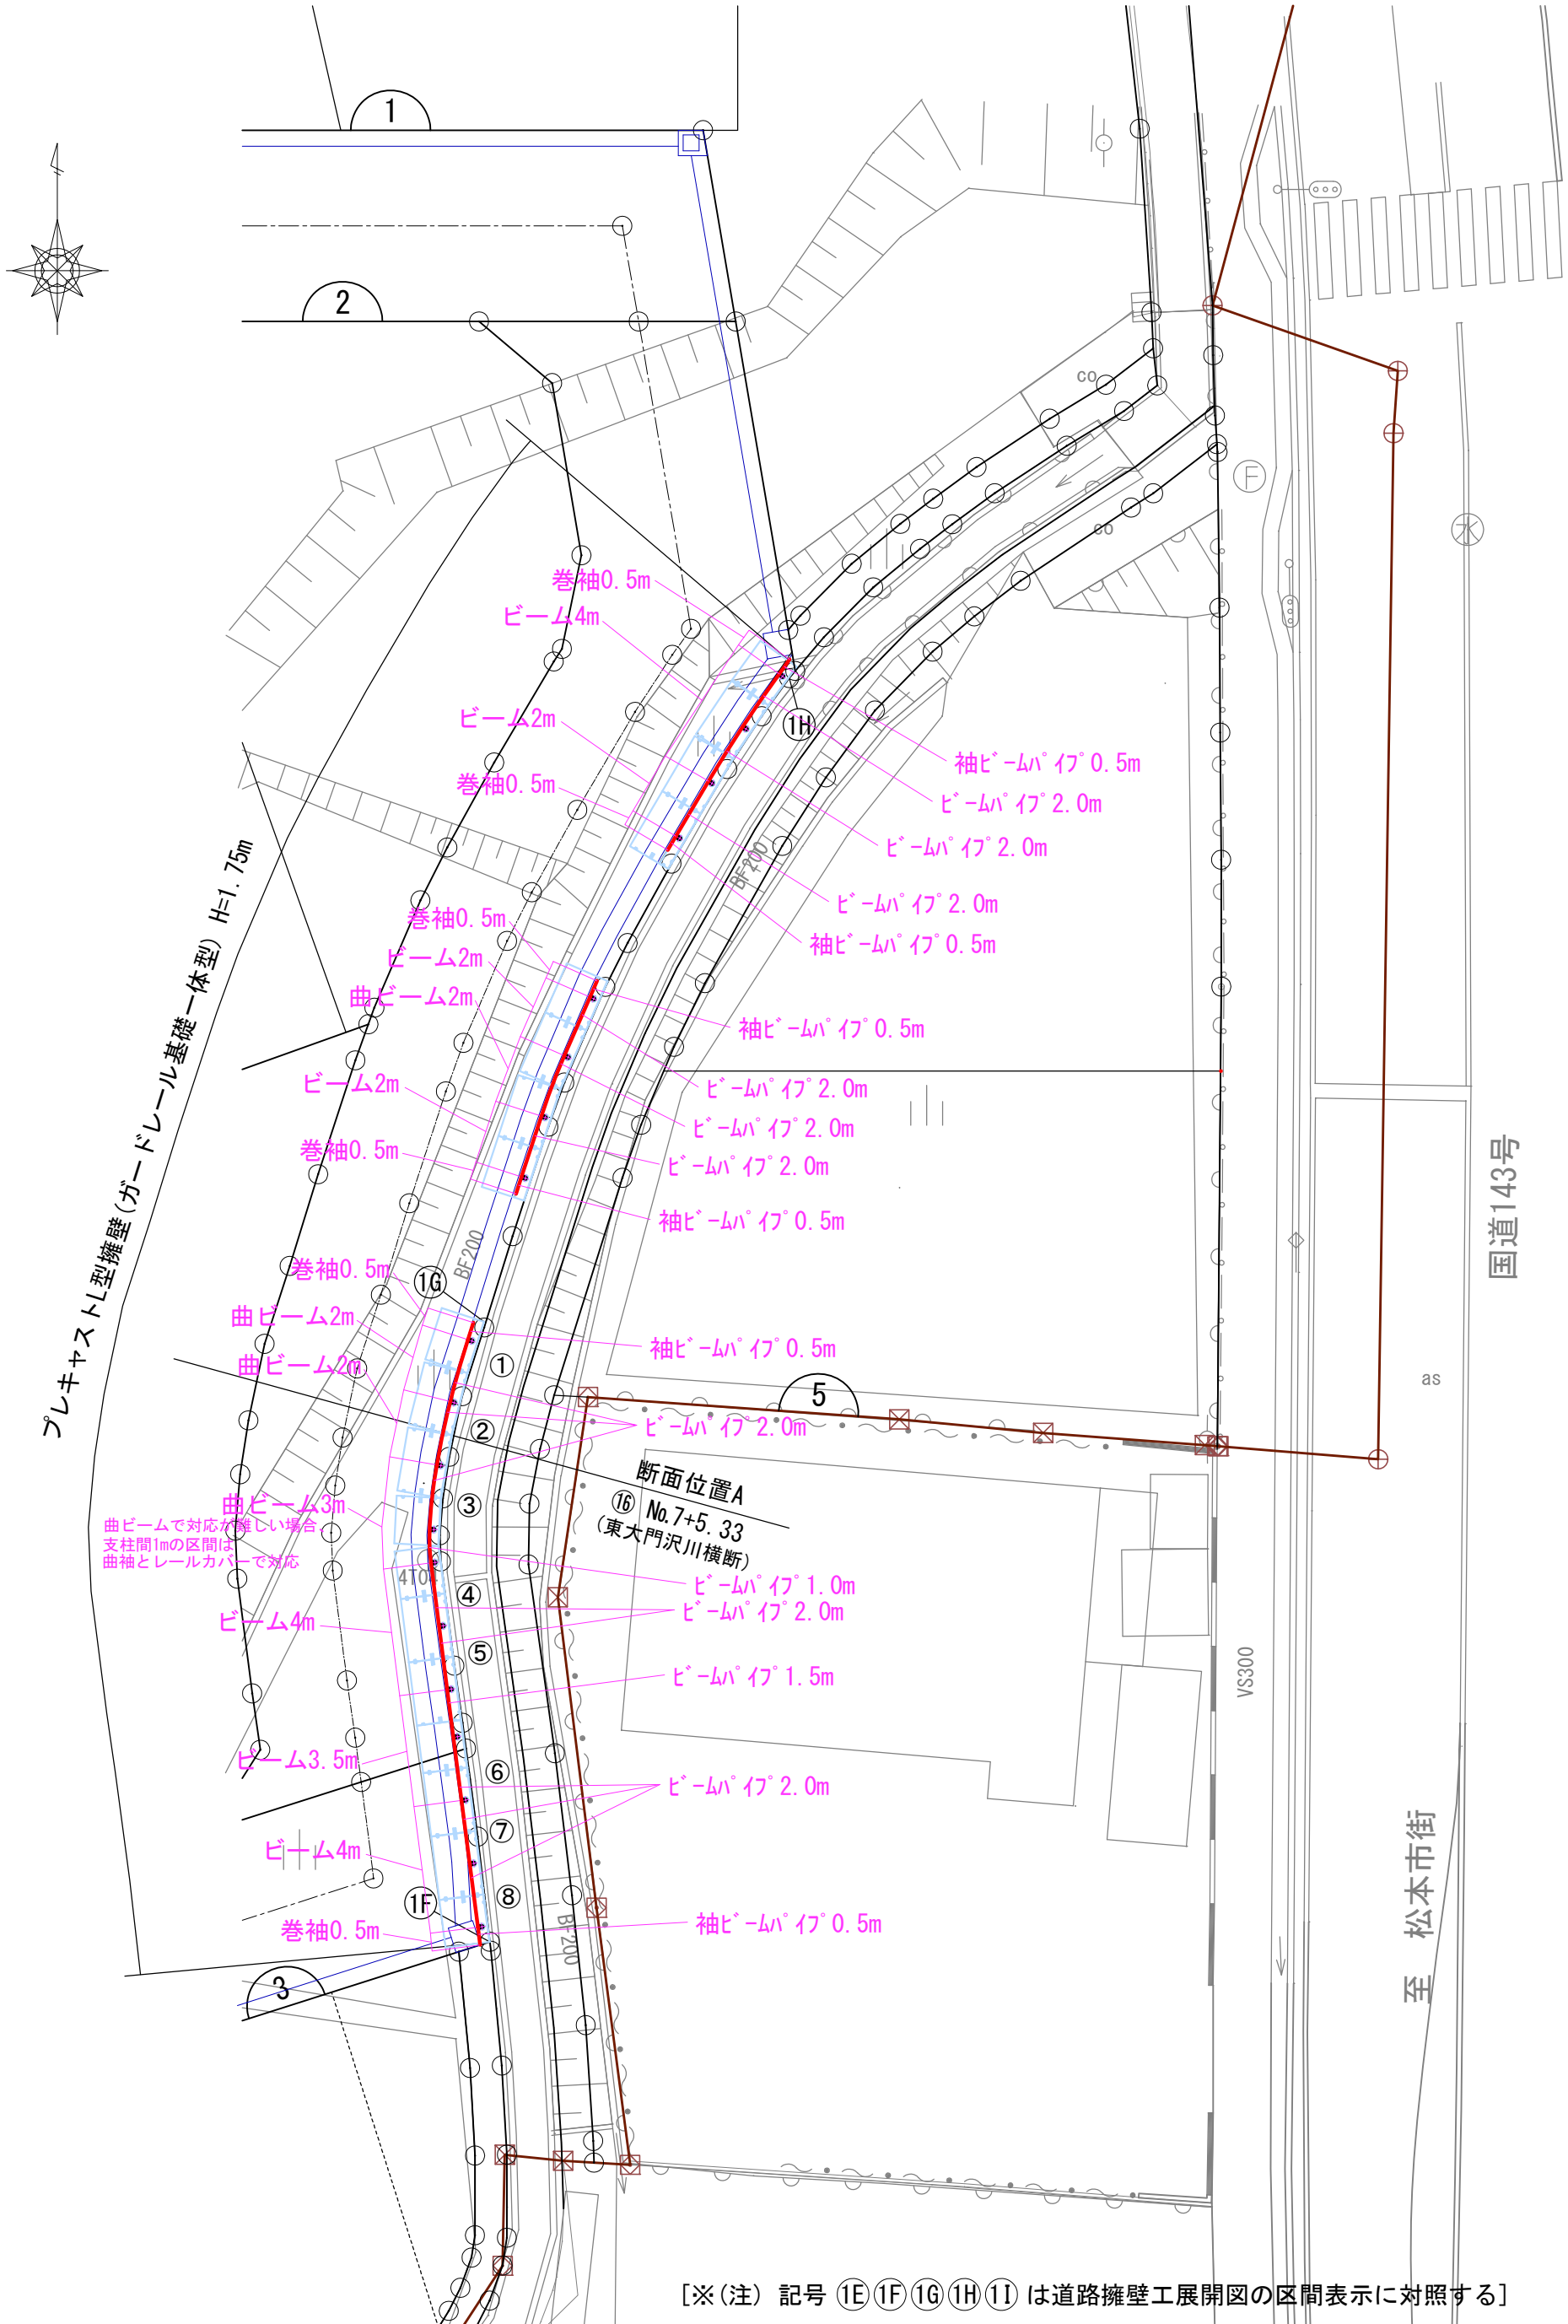 1
2
co
下
水
co
巻袖0.5m
ビーム4m
ビーム2m
1H
袖ビームパイプ0.5m
巻袖0.5m
ビームパイプ2.0m
ビームパイプ2.0m
BF200
ビームパイプ2.0m
巻袖0.5m
袖ビームパイプ0.5m
ビーム2m
曲ビーム2m
袖ビームパイプ0.5m
ビーム2m
ビームパイプ2.0m
ビームパイプ2.0m
巻袖0.5m
ビームパイプ2.0m
袖ビームパイプ0.5m
プレキャストL型擁壁(ガードレール基礎一体型) H=1.75m
国道143号
BF200
巻袖0.5m
1G
曲ビーム2m
袖ビームパイプ0.5m
曲ビーム2m
①
as
5
②
ビームパイプ2.0m
断面位置A
⑯ No.7+5.33
(東大門沢川横断)
曲ビーム3m
③
曲ビームで対応が難しい場合、
支柱間1mの区間は
曲袖とレールカバーで対応
④
ビームパイプ1.0m
ビームパイプ2.0m
ビーム4m
⑤
ビームパイプ1.5m
VS300
ビーム3.5m
⑥
ビームパイプ2.0m
⑦
ビーム4m
⑧
1F
巻袖0.5m
袖ビームパイプ0.5m
至 松本市街
3
[※(注) 記号 1E 1F 1G 1H 1I は道路擁壁工展開図の区間表示に対照する]